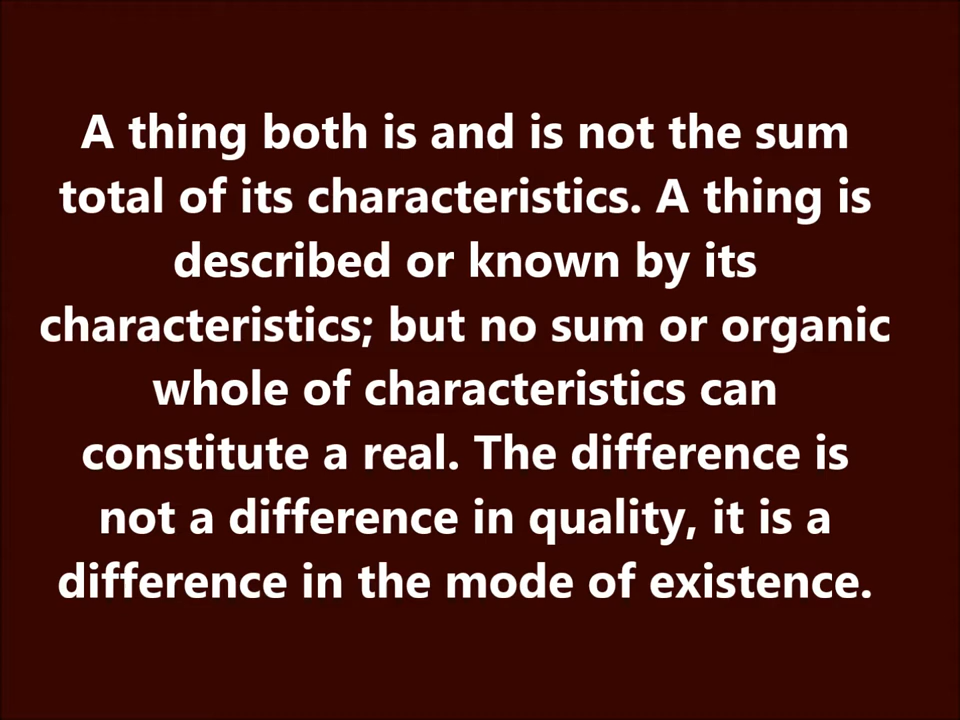 A thing both is and is not the sum
total of its characteristics. A thing is
described or known by its
characteristics; but no sum or organic
whole of characteristics can
constitute a real. The difference is
not a difference in quality, it is a
difference in the mode of existence.